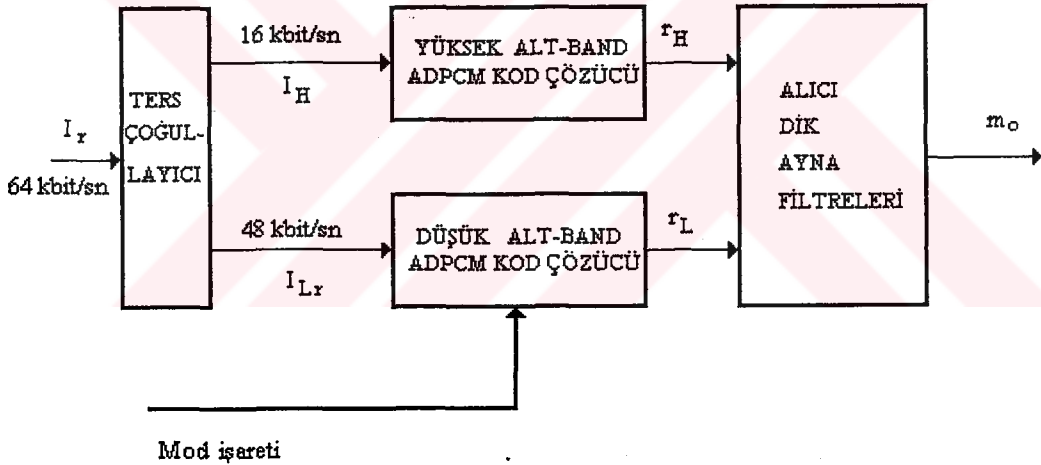 16 kbit/sn
I_H
YÜKSEK ALT-BAND
ADPCM KOD ÇÖZÜCÜ
r_H
TERS
ÇOĞUL-
LAYICI
I_r
64 kbit/sn
ALICI
DİK
AYNA
FİLTRELERİ
m_o
48 kbit/sn
I_Lr
DÜŞÜK ALT-BAND
ADPCM KOD ÇÖZÜCÜ
r_L
Mod işareti